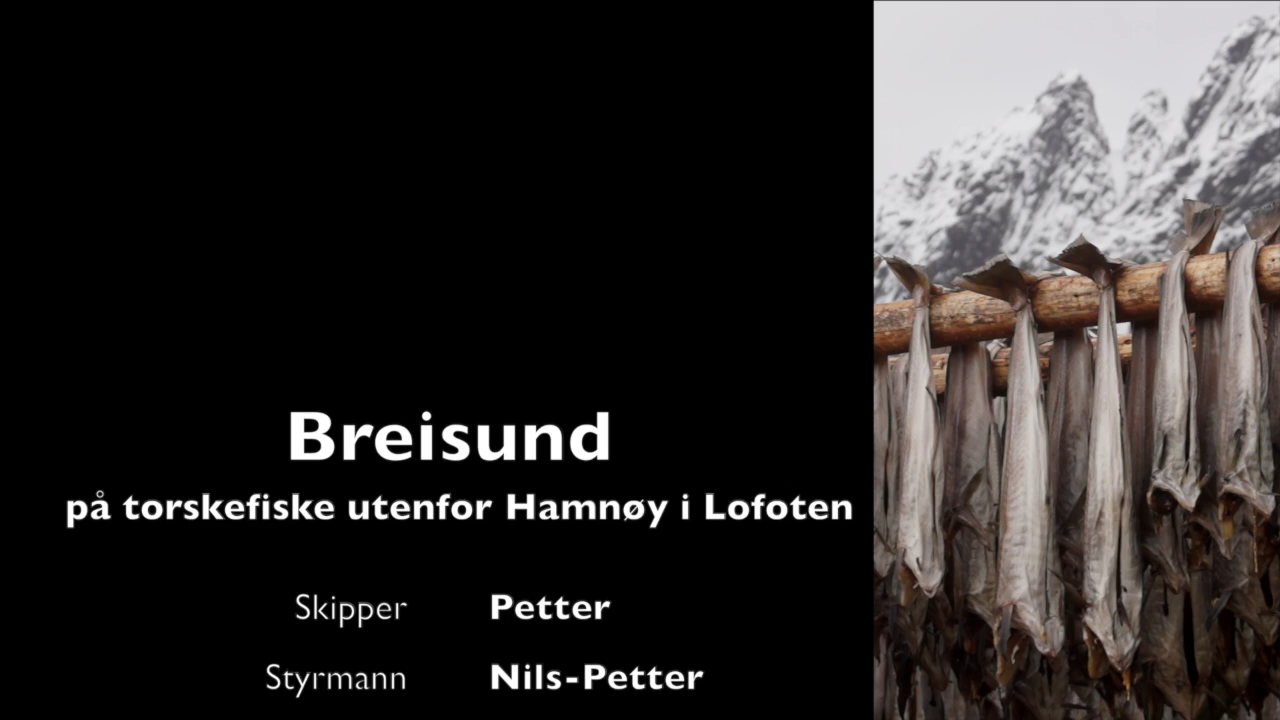 Breisund
på torskefiske utenfor Hamnøy i Lofoten
Skipper Petter
Styrmann Nils-Petter